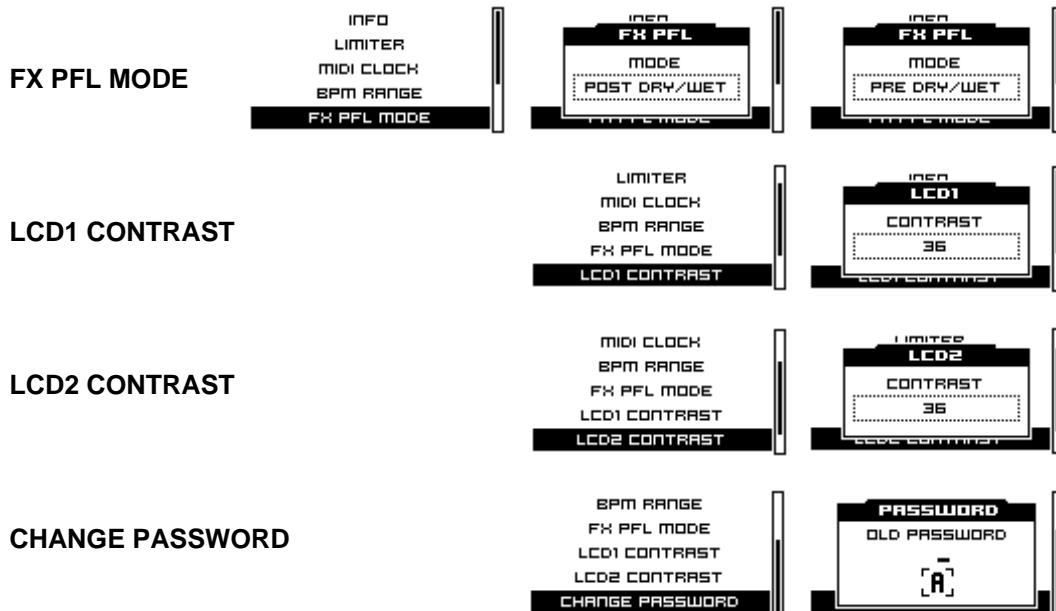 FX PFL MODE
INFO
LIMITER
MIDI CLOCK
BPM RANGE
FX PFL MODE
FX PFL
MODE
POST DRY/WET
FX PFL
MODE
PRE DRY/WET
LCD1 CONTRAST
LIMITER
MIDI CLOCK
BPM RANGE
FX PFL MODE
LCD1 CONTRAST
LCD1
CONTRAST
36
LCD2 CONTRAST
MIDI CLOCK
BPM RANGE
FX PFL MODE
LCD1 CONTRAST
LCD2 CONTRAST
LIMITER
LCD2
CONTRAST
36
CHANGE PASSWORD
BPM RANGE
FX PFL MODE
LCD1 CONTRAST
LCD2 CONTRAST
CHANGE PASSWORD
PASSWORD
OLD PASSWORD
[A]